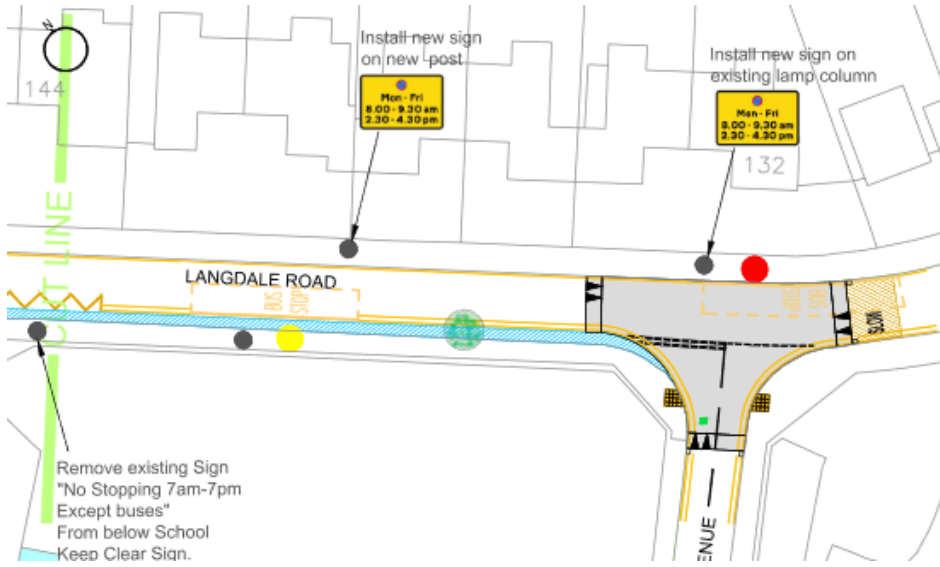 N
144
Install new sign
on new post
Mon - Fri
8.00 - 9.30 am
2.30 - 4.30 pm
Install new sign on
existing lamp column
Mon - Fri
8.00 - 9.30 am
2.30 - 4.30 pm
132
CUT LINE
LANGDALE ROAD
BUS
STOP
BUS
STOP
SLOW
Remove existing Sign
"No Stopping 7am-7pm
Except buses"
From below School
Keep Clear Sign.
ENUE